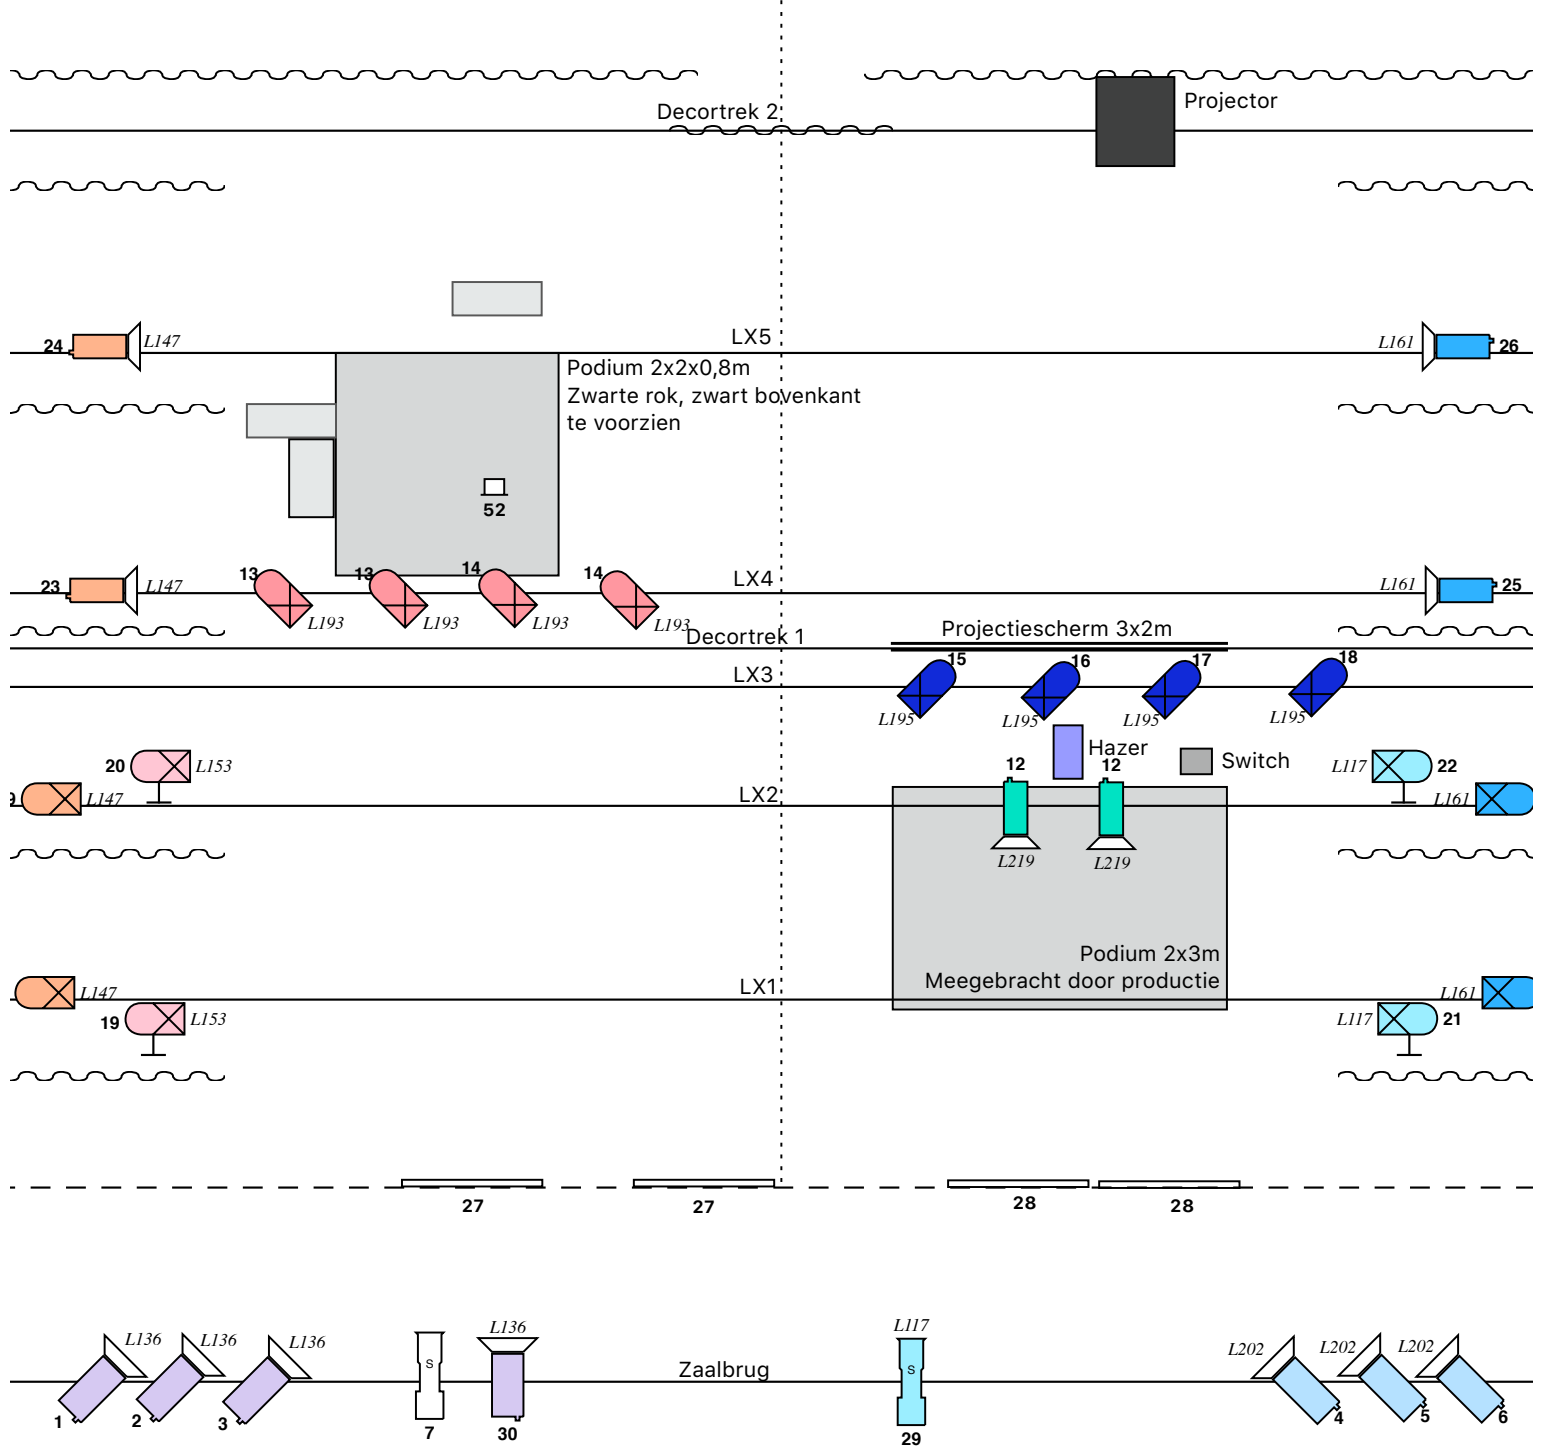 Projector
Decortrek 2
LX5
24
L147
L161
26
Podium 2x2x0,8m
Zwarte rok, zwart bovenkant
te voorzien
52
LX4
23
L147
13
L193
13
L193
14
L193
14
L193
L161
25
Decortrek 1
Projectiescherm 3x2m
LX3
15
L195
16
L195
17
L195
18
L195
Hazer
Switch
20
L153
L147
LX2
12
L219
12
L219
L117
22
L161
Podium 2x3m
Meegebracht door productie
LX1
L147
19
L153
L161
L117
21
27
27
28
28
L136
L136
L136
L136
L117
L202
L202
L202
S
S
Zaalbrug
1
2
3
7
30
29
4
5
6